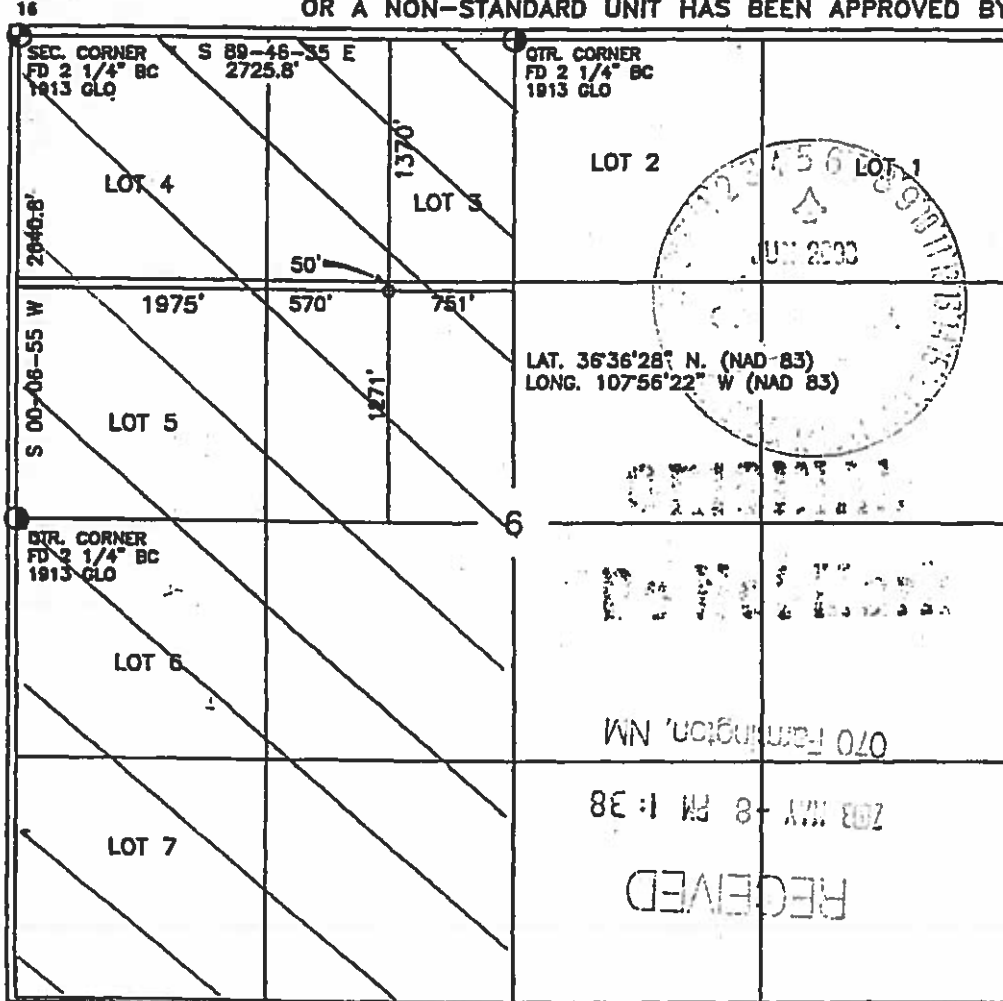 16
OR A NON-STANDARD UNIT HAS BEEN APPROVED BY
SEC. CORNER
FD 2 1/4" BC
1913 GLO
S 89-46-35 E
2725.8'
QTR. CORNER
FD 2 1/4" BC
1913 GLO
LOT 4
1370'
LOT 3
LOT 2
LOT 1
2640.8'
S 00-06-55 W
50'
1975'
570'
751'
1271'
LAT. 36°36'28" N. (NAD 83)
LONG. 107°56'22" W (NAD 83)
LOT 5
6
QTR. CORNER
FD 2 1/4" BC
1913 GLO
LOT 6
LOT 7
070 Farmington, NM
MAY -8 PM 1:38
RECEIVED